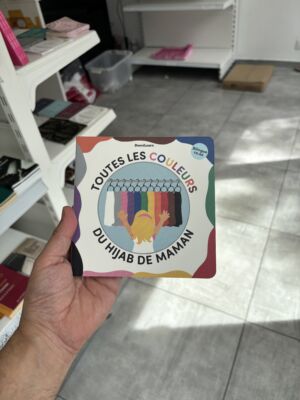 TOUTES LES COULEURS
DU HIJAB DE MAMAN